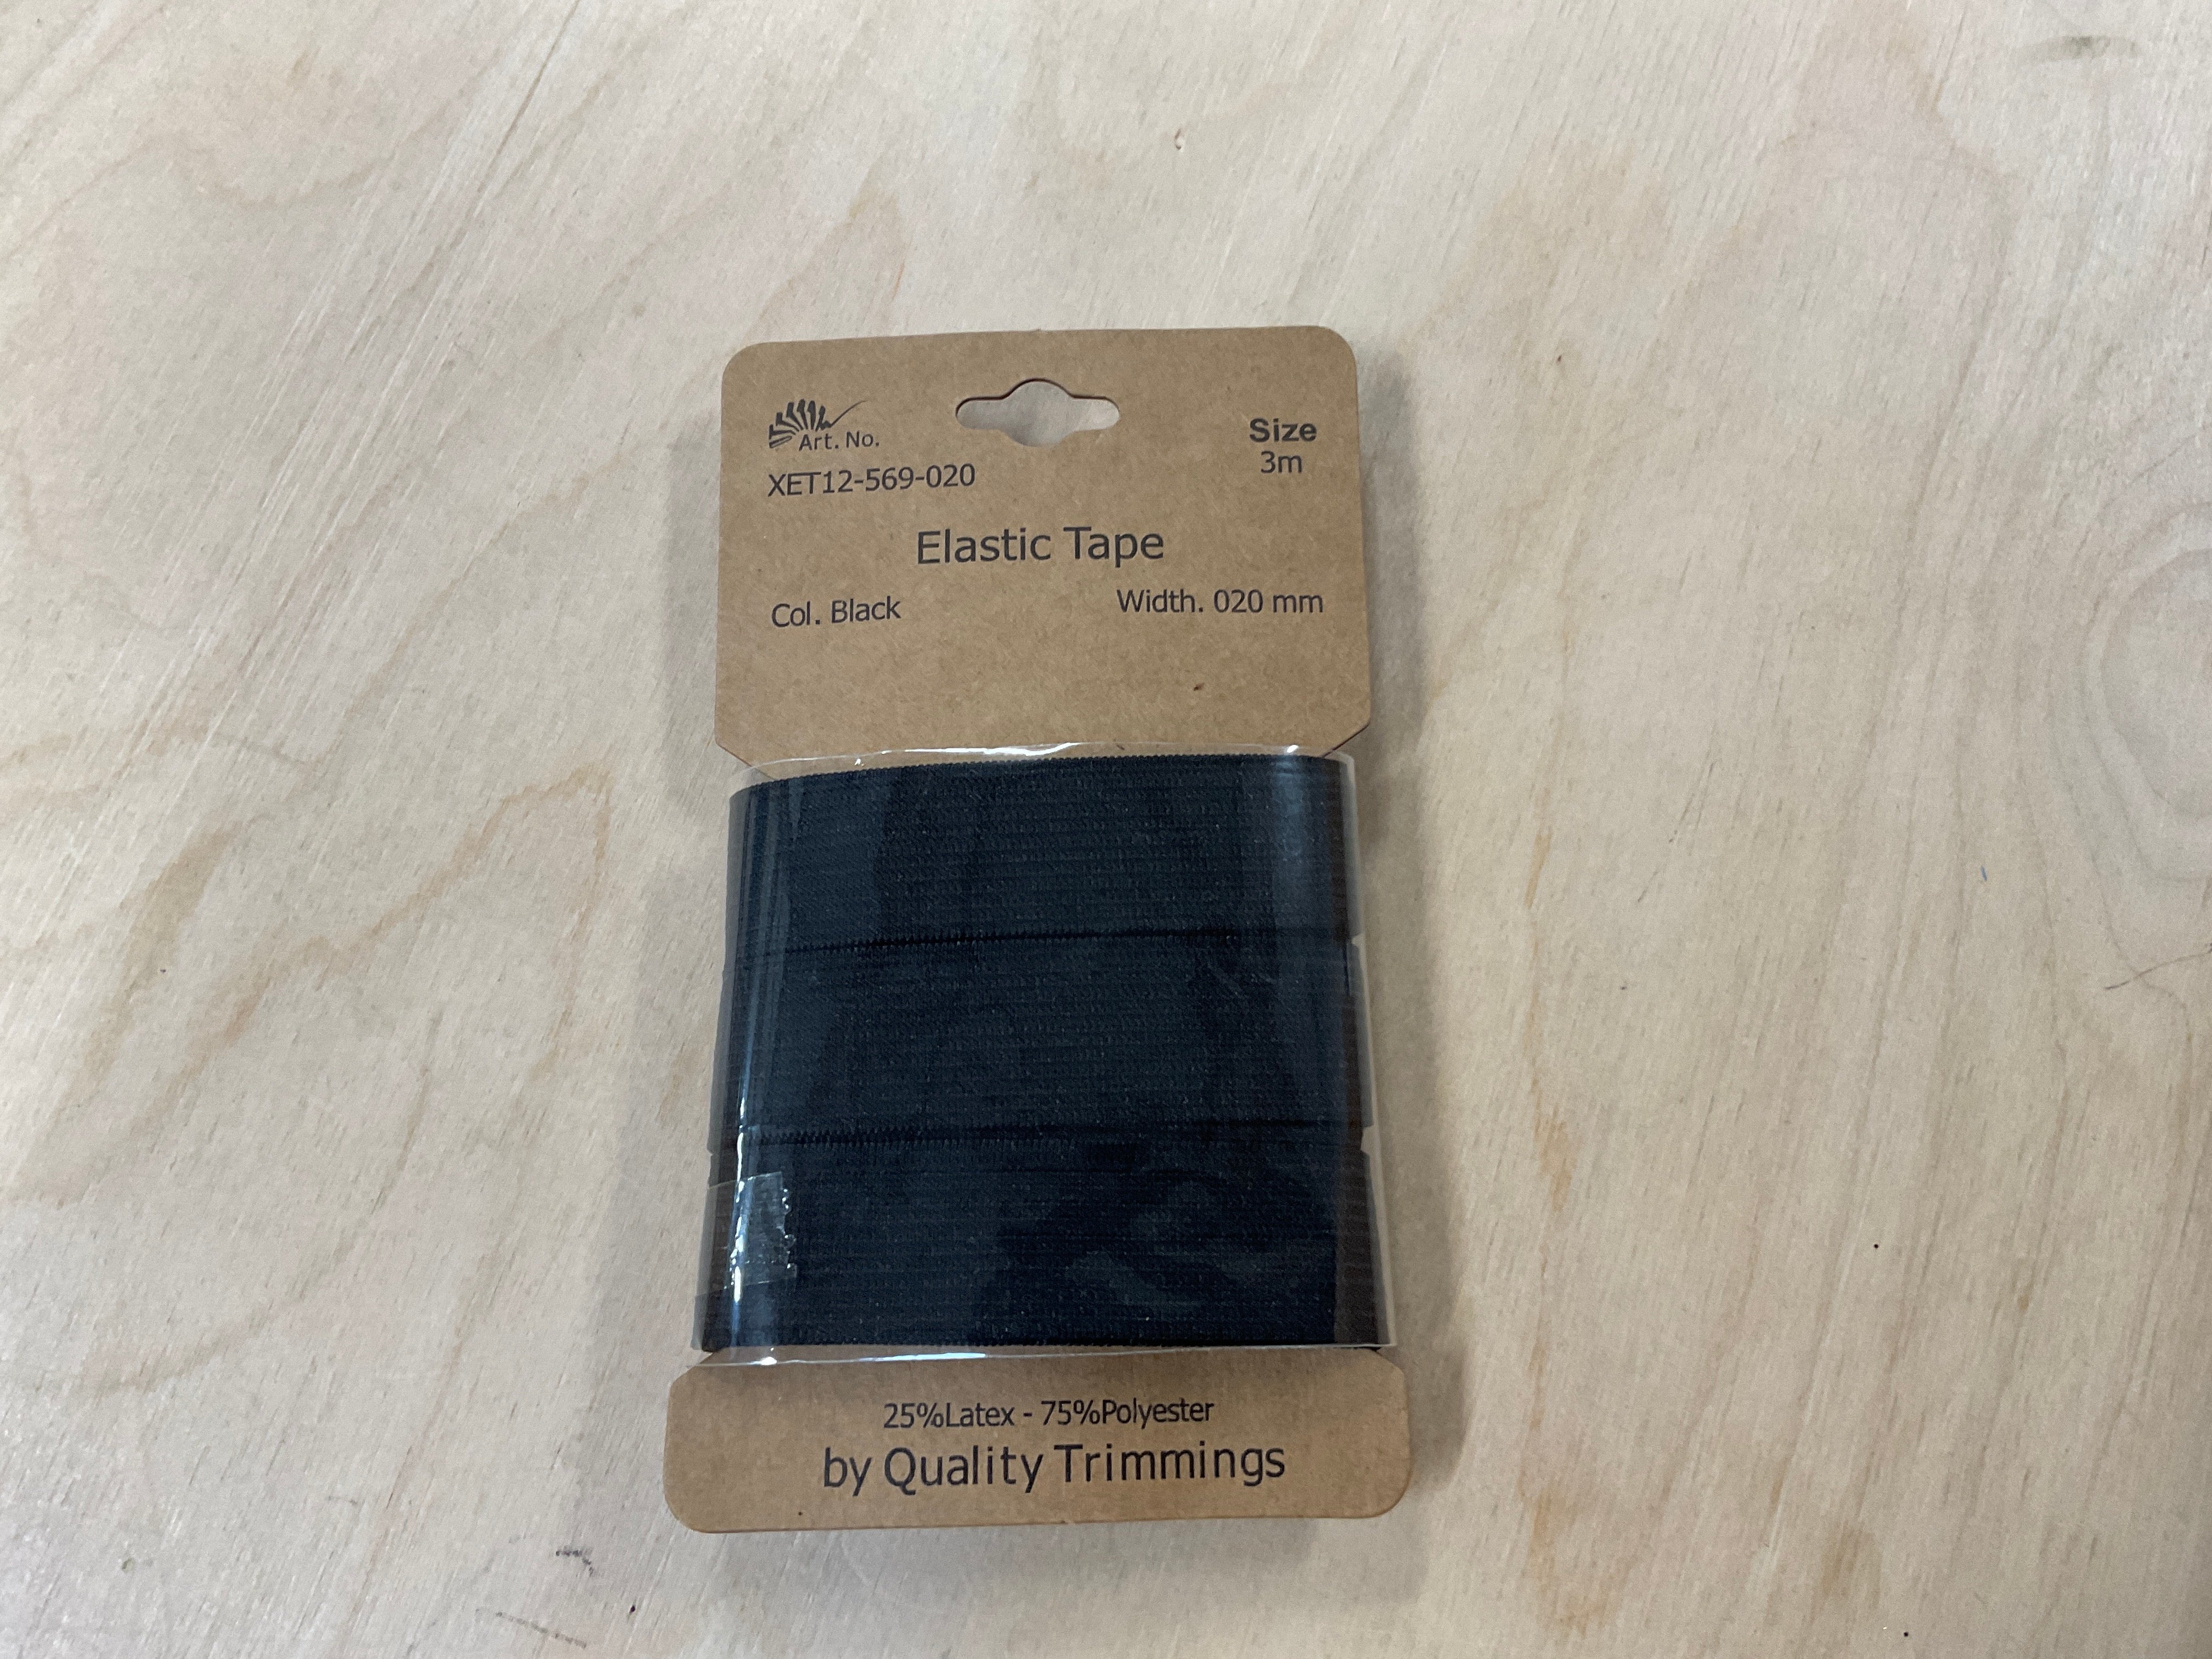 Art. No.
XET12-569-020
Size
3m
Elastic Tape
Col. Black
Width. 020 mm
25%Latex - 75%Polyester
by Quality Trimmings